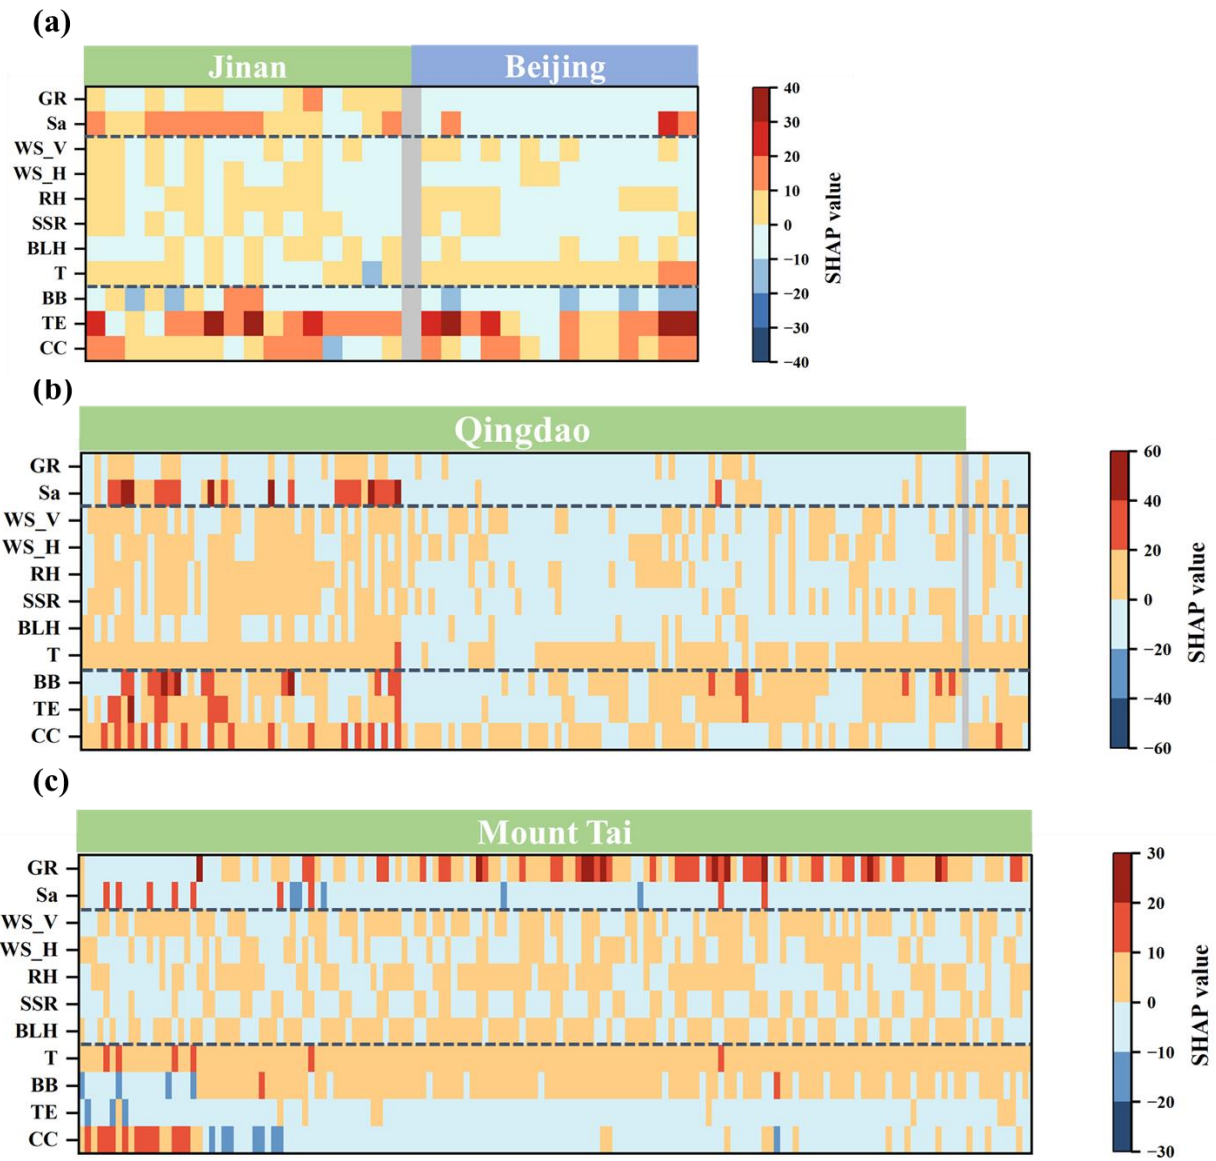 (a)
Jinan Beijing
GR
Sa
WS_V
WS_H
RH
SSR
BLH
T
BB
TE
CC
40
30
20
10
0
−10
−20
−30
−40
SHAP value
(b)
Qingdao
GR
Sa
WS_V
WS_H
RH
SSR
BLH
T
BB
TE
CC
60
40
20
0
−20
−40
−60
SHAP value
(c)
Mount Tai
GR
Sa
WS_V
WS_H
RH
SSR
BLH
T
BB
TE
CC
30
20
10
0
−10
−20
−30
SHAP value